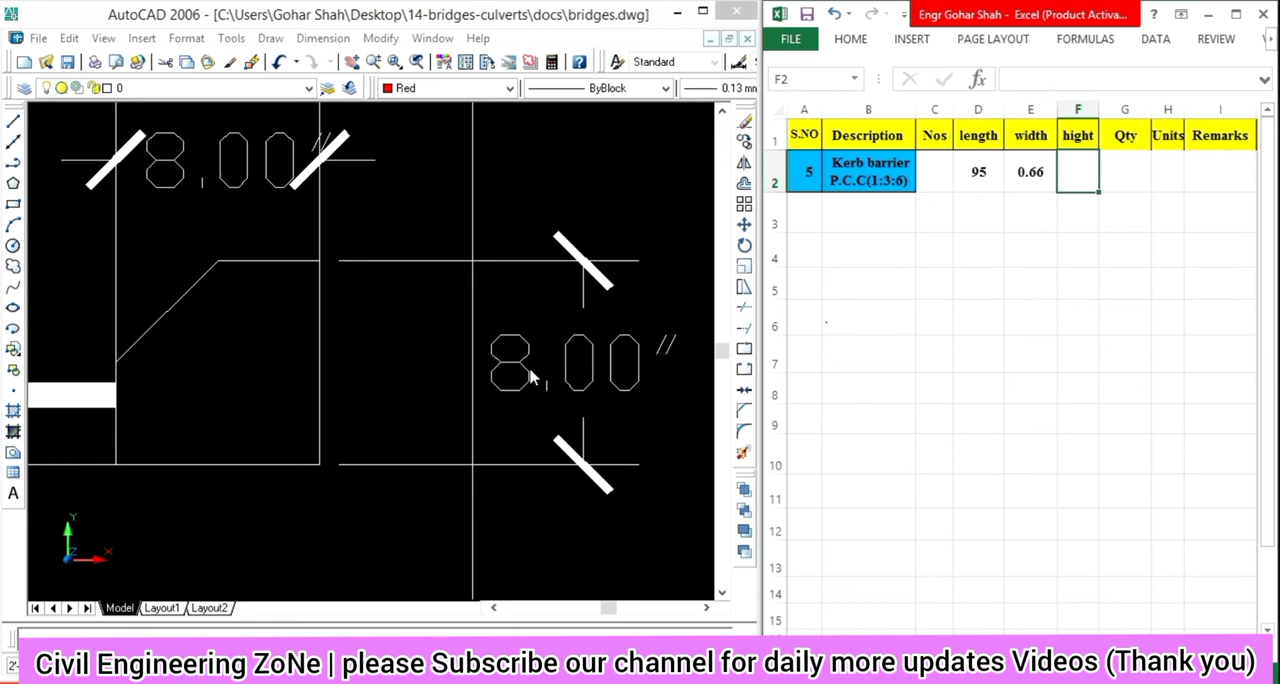 AutoCAD 2006 - [C:\Users\Gohar Shah\Desktop\14-bridges-culverts\docs\bridges.dwg]
File Edit View Insert Format Tools Draw Dimension Modify Window Help
Standard
0 Red ByBlock 0.13 mm
8.00"
8.00"
Y
Z X
Model Layout1 Layout2
Engr Gohar Shah - Excel (Product Activa...
FILE HOME INSERT PAGE LAYOUT FORMULAS DATA REVIEW
F2 fx
A B C D E F G H I
1 S.NO Description Nos length width hight Qty Units Remarks
2 5 Kerb barrier P.C.C(1:3:6) 95 0.66
3
4
5
6
7
8
9
10
11
12
13
14
15
Civil Engineering ZoNe | please Subscribe our channel for daily more updates Videos (Thank you)